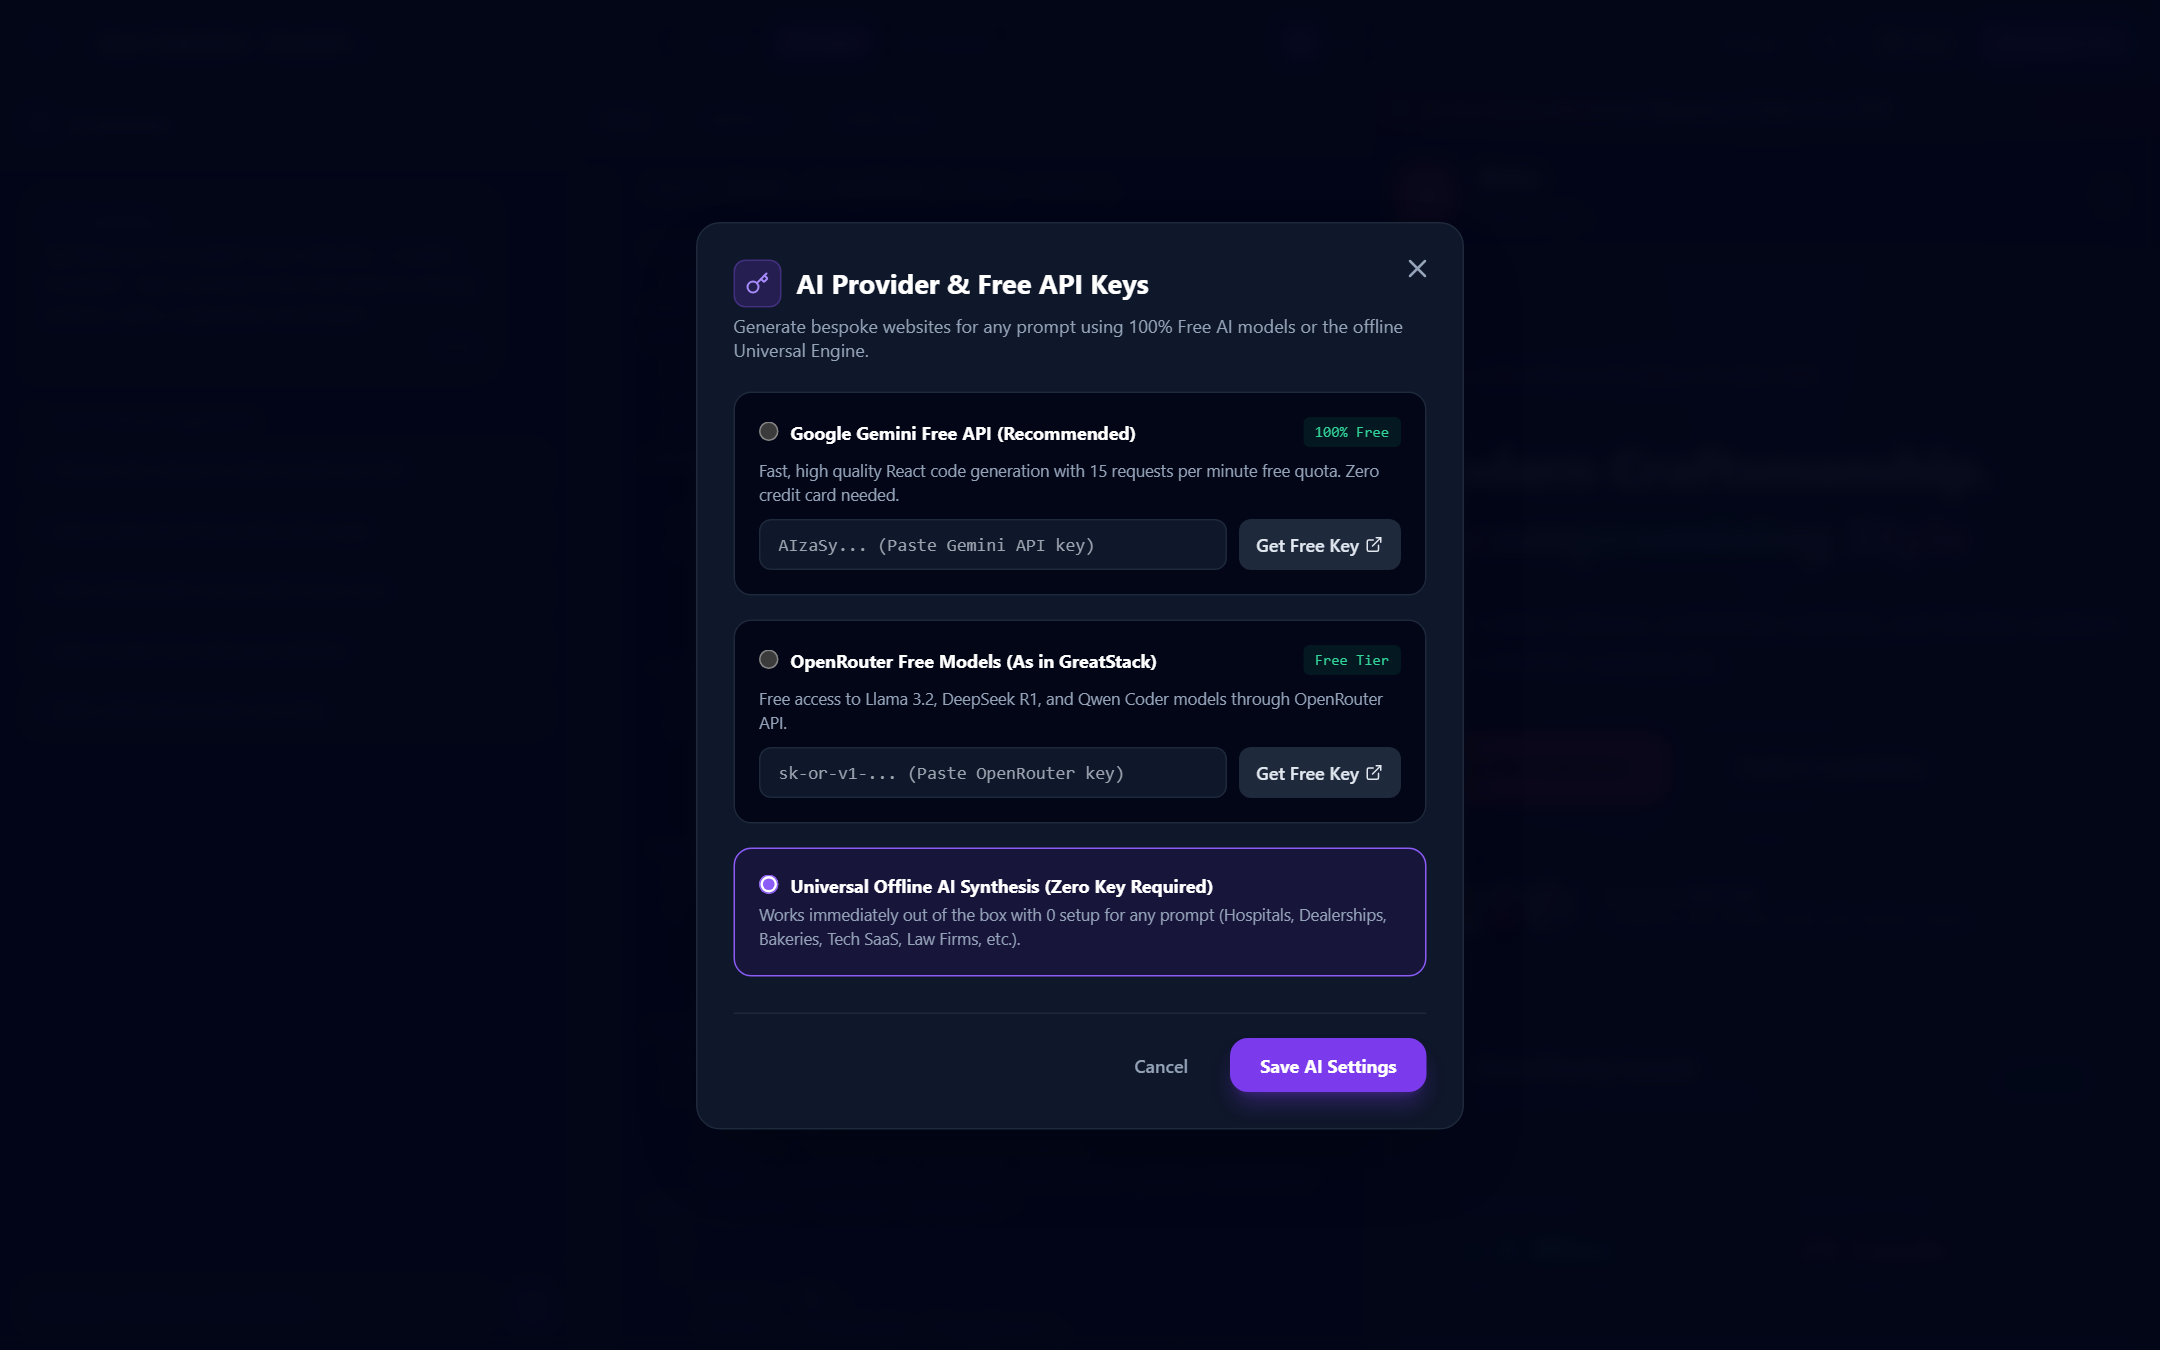 AI Provider & Free API Keys
Generate bespoke websites for any prompt using 100% Free AI models or the offline
Universal Engine.
Google Gemini Free API (Recommended)
100% Free
Fast, high quality React code generation with 15 requests per minute free quota. Zero
credit card needed.
AIzaSy... (Paste Gemini API key)
Get Free Key
OpenRouter Free Models (As in GreatStack)
Free Tier
Free access to Llama 3.2, DeepSeek R1, and Qwen Coder models through OpenRouter
API.
sk-or-v1-... (Paste OpenRouter key)
Get Free Key
Universal Offline AI Synthesis (Zero Key Required)
Works immediately out of the box with 0 setup for any prompt (Hospitals, Dealerships,
Bakeries, Tech SaaS, Law Firms, etc.).
Cancel
Save AI Settings